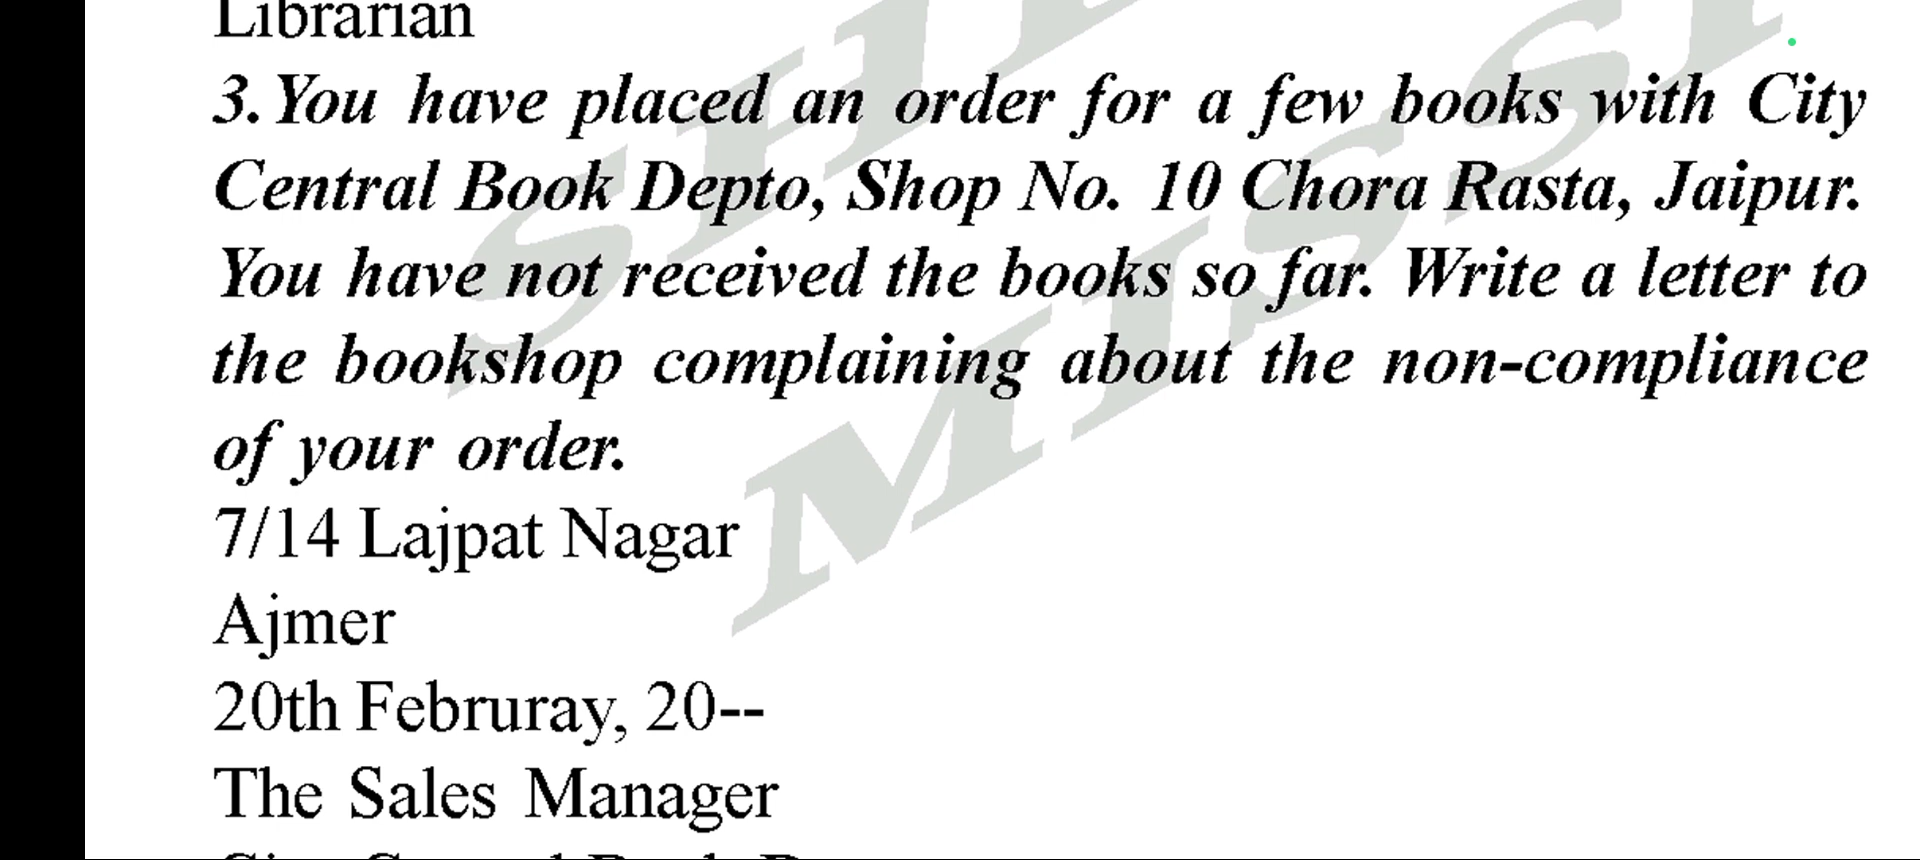 Librarian
3. You have placed an order for a few books with City
Central Book Depto, Shop No. 10 Chora Rasta, Jaipur.
You have not received the books so far. Write a letter to
the bookshop complaining about the non-compliance
of your order.
7/14 Lajpat Nagar
Ajmer
20th Februray, 20--
The Sales Manager